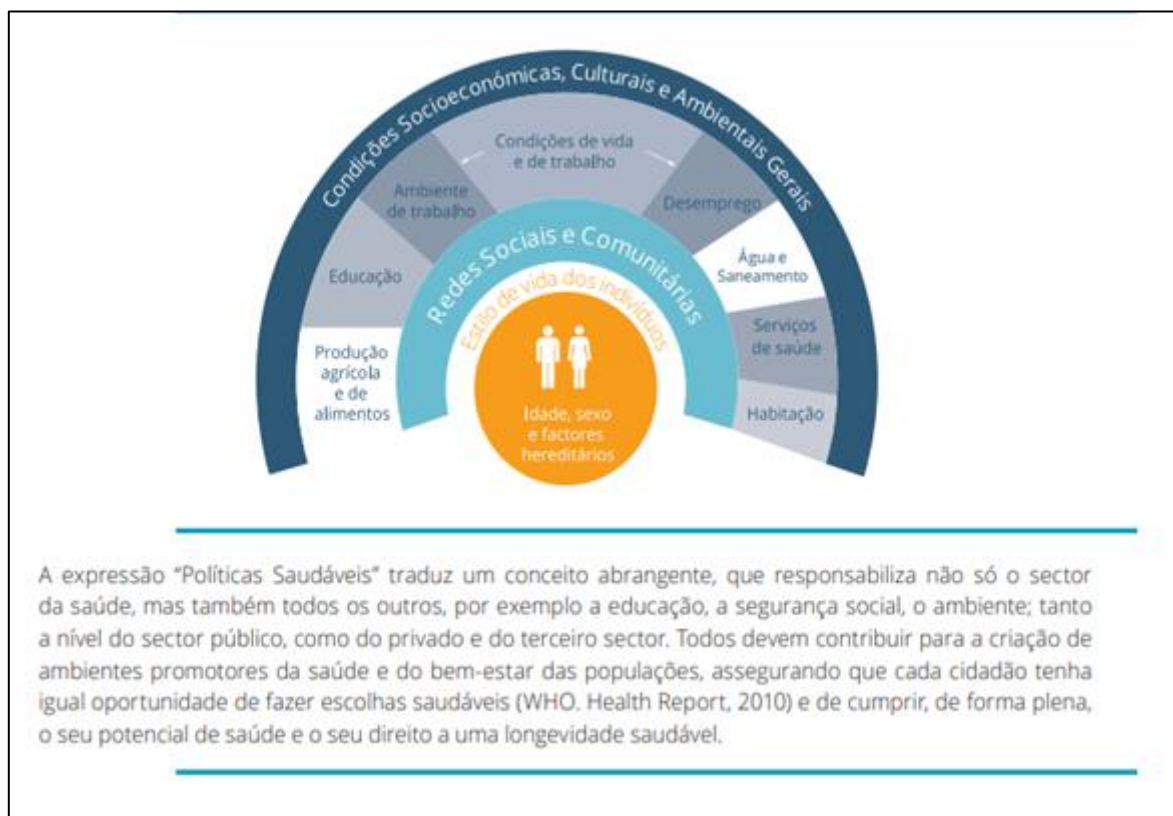 Condições Socioeconómicas, Culturais e Ambientais Gerais
Condições de vida
e de trabalho
Ambiente
de trabalho
Desemprego
Educação
Água e
Saneamento
Redes Sociais e Comunitárias
Estilo de vida dos indivíduos
Serviços
de saúde
Produção
agrícola
e de
alimentos
Habitação
Idade, sexo
e factores
hereditários
A expressão “Políticas Saudáveis” traduz um conceito abrangente, que responsabiliza não só o sector
da saúde, mas também todos os outros, por exemplo a educação, a segurança social, o ambiente; tanto
a nível do sector público, como do privado e do terceiro sector. Todos devem contribuir para a criação de
ambientes promotores da saúde e do bem-estar das populações, assegurando que cada cidadão tenha
igual oportunidade de fazer escolhas saudáveis (WHO. Health Report, 2010) e de cumprir, de forma plena,
o seu potencial de saúde e o seu direito a uma longevidade saudável.